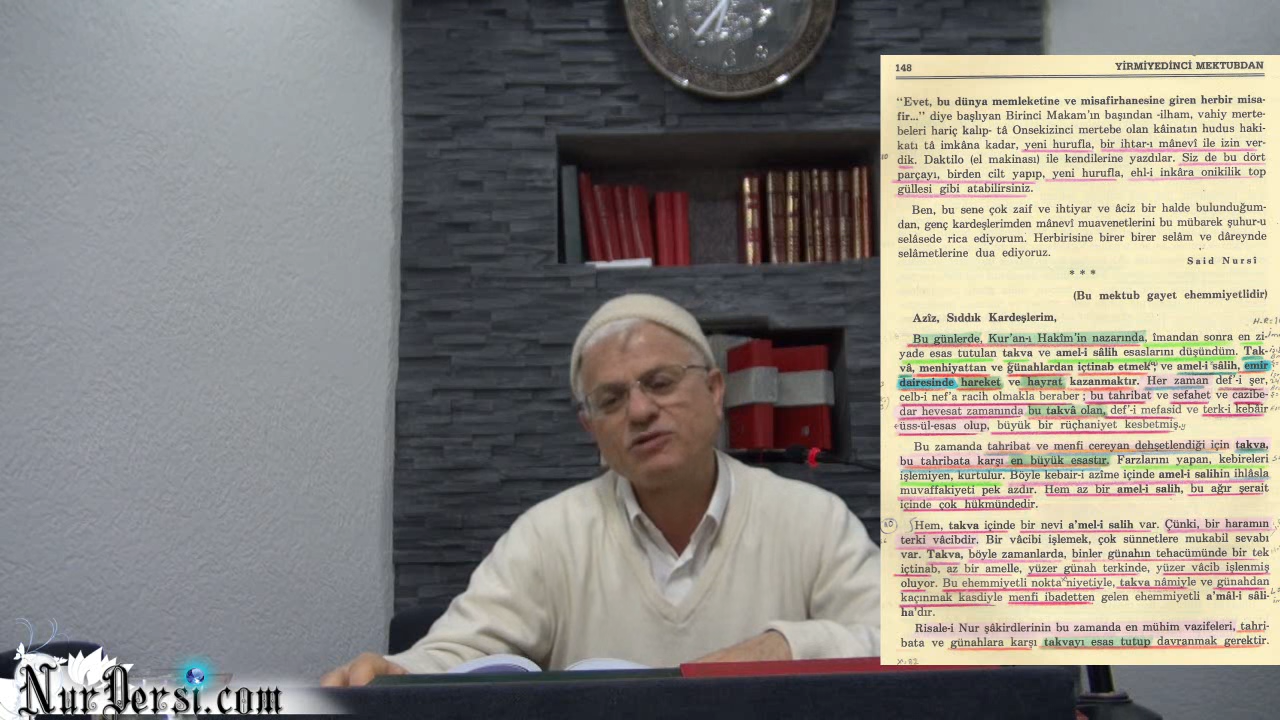 148 YİRMİYEDİNCİ MEKTUBDAN
"Evet, bu dünya memleketine ve misafirhanesine giren herbir misa-
fir..." diye başlıyan Birinci Makam'ın başından -ilham, vahiy merte-
beleri hariç kalıp- tâ Onsekizinci mertebe olan kâinatın hudus haki-
katı tâ imkâna kadar, yeni hurufla, bir ihtar-ı mânevî ile izin ver-
dik. Daktilo (el makinası) ile kendilerine yazdılar. Siz de bu dört
parçayı, birden cilt yapıp, yeni hurufla, ehl-i inkâra onikilik top
güllesi gibi atabilirsiniz.
Ben, bu sene çok zaif ve ihtiyar ve âciz bir halde bulunduğum-
dan, genç kardeşlerimden mânevî muavenetlerini bu mübarek şuhur-u
selâsede rica ediyorum. Herbirisine birer birer selâm ve dâreynde
selâmetlerine dua ediyoruz.
Said Nursî
* * *
(Bu mektub gayet ehemmiyetlidir)
Azîz, Sıddık Kardeşlerim,
Bu günlerde, Kur'an-ı Hakîm'in nazarında, îmandan sonra en zi-
yade esas tutulan takva ve amel-i sâlih esaslarını düşündüm. Tak-
vâ, menhiyattan ve günahlardan içtinab etmek; ve amel-i sâlih, emir
dairesinde hareket ve hayrat kazanmaktır. Her zaman def'-i şer,
celb-i nef'a racih olmakla beraber; bu tahribat ve sefahet ve cazibe-
dar hevesat zamanında bu takvâ olan, def'-i mefasid ve terk-i kebâir
üss-ül-esas olup, büyük bir rüçhaniyet kesbetmiş.
Bu zamanda tahribat ve menfi cereyan dehşetlendiği için takva,
bu tahribata karşı en büyük esastır. Farzlarını yapan, kebireleri
işlemiyen, kurtulur. Böyle kebair-i azîme içinde amel-i salihin ihlâsla
muvaffakiyeti pek azdır. Hem az bir amel-i salih, bu ağır şerait
içinde çok hükmündedir.
Hem, takva içinde bir nevi a'mel-i salih var. Çünki, bir haramın
terki vâcibdir. Bir vâcibi işlemek, çok sünnetlere mukabil sevabı
var. Takva, böyle zamanlarda, binler günahın tehacümünde bir tek
içtinab, az bir amelle, yüzer günah terkinde, yüzer vâcib işlenmiş
oluyor. Bu ehemmiyetli nokta niyetiyle, takva nâmiyle ve günahdan
kaçınmak kasdiyle menfi ibadetten gelen ehemmiyetli a'mâl-i sâli-
ha'dır.
Risale-i Nur şâkirdlerinin bu zamanda en mühim vazifeleri, tahri-
bata ve günahlara karşı takvayı esas tutup davranmak gerektir.
NurDersi.com